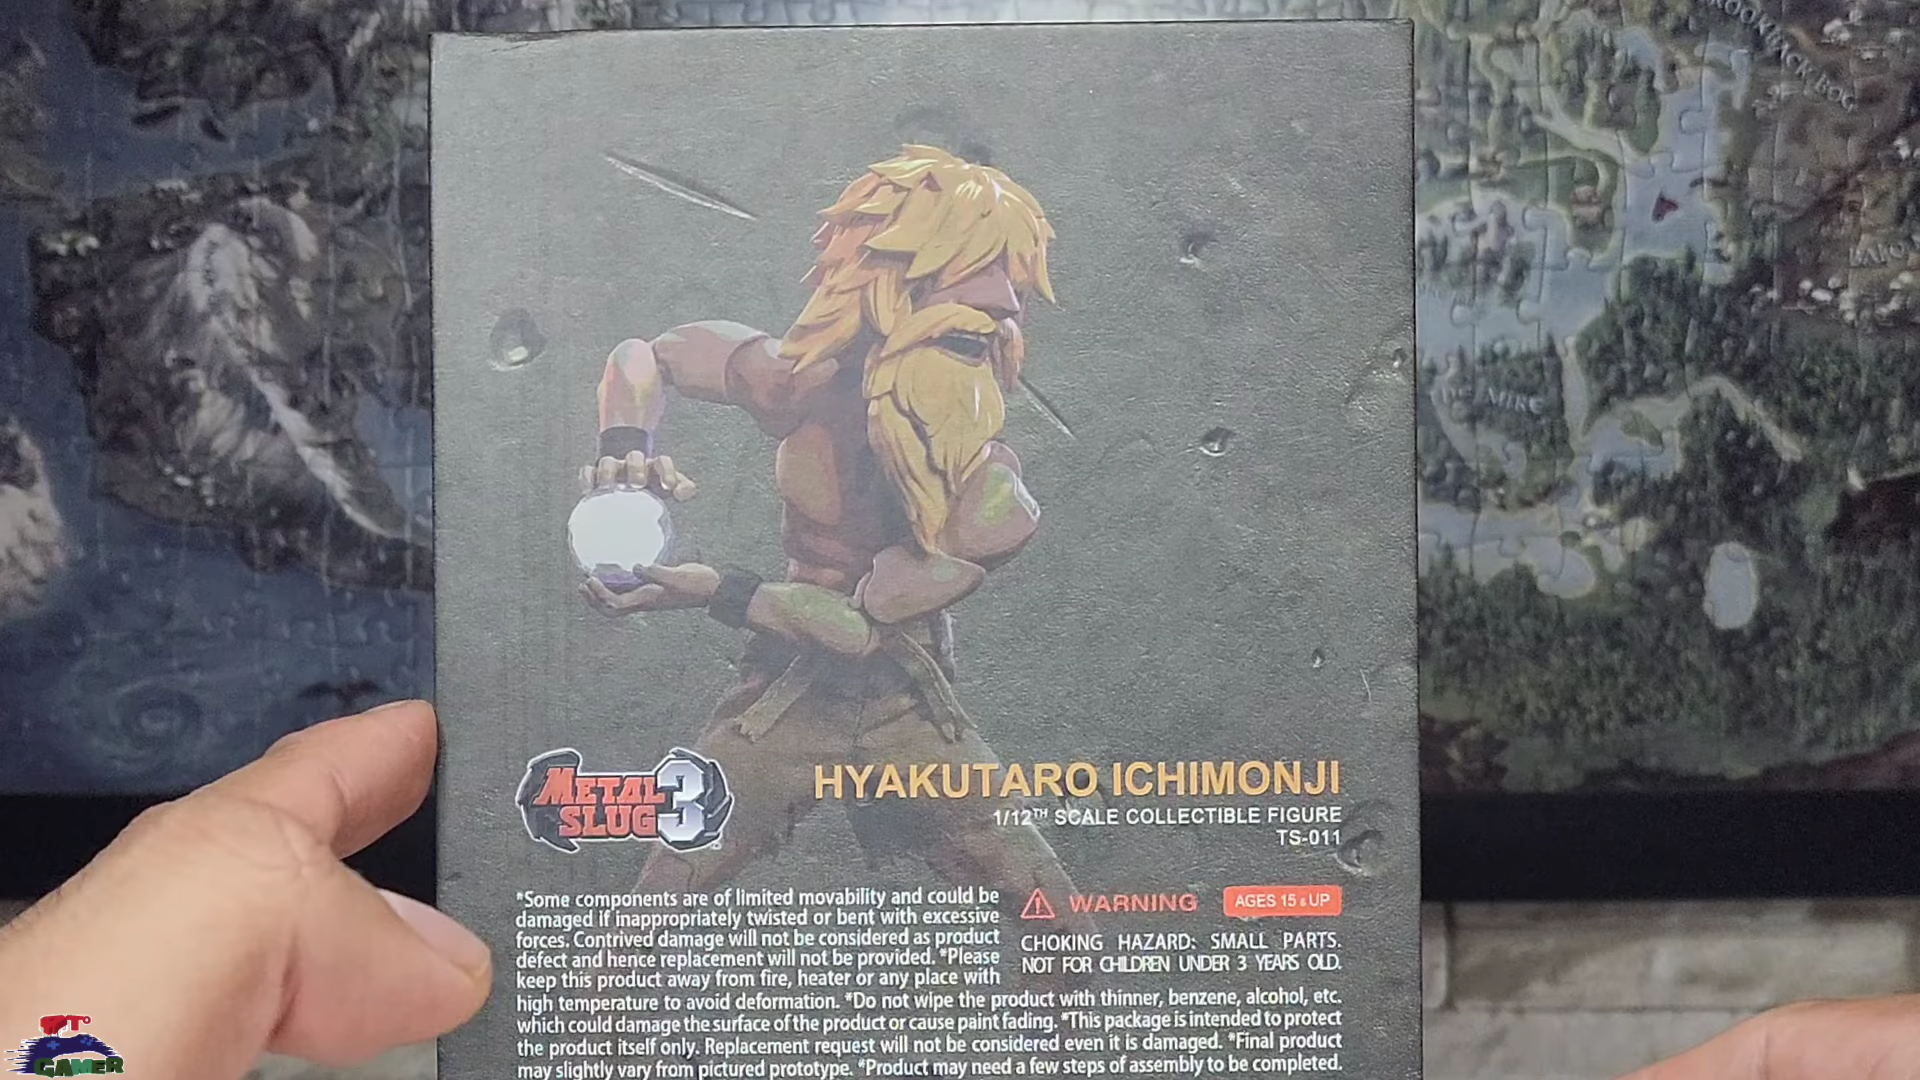 ROOKBACK BOG
METAL
SLUG 3
HYAKUTARO ICHIMONJI
1/12TH SCALE COLLECTIBLE FIGURE
TS-011
*Some components are of limited movability and could be
damaged if inappropriately twisted or bent with excessive
forces. Contrived damage will not be considered as product
defect and hence replacement will not be provided. *Please
keep this product away from fire, heater or any place with
high temperature to avoid deformation. *Do not wipe the product with thinner, benzene, alcohol, etc.
which could damage the surface of the product or cause paint fading. *This package is intended to protect
the product itself only. Replacement request will not be considered even it is damaged. *Final product
may slightly vary from pictured prototype. *Product may need a few steps of assembly to be completed.
WARNING
AGES 15 & UP
CHOKING HAZARD: SMALL PARTS.
NOT FOR CHILDREN UNDER 3 YEARS OLD.
GAMER